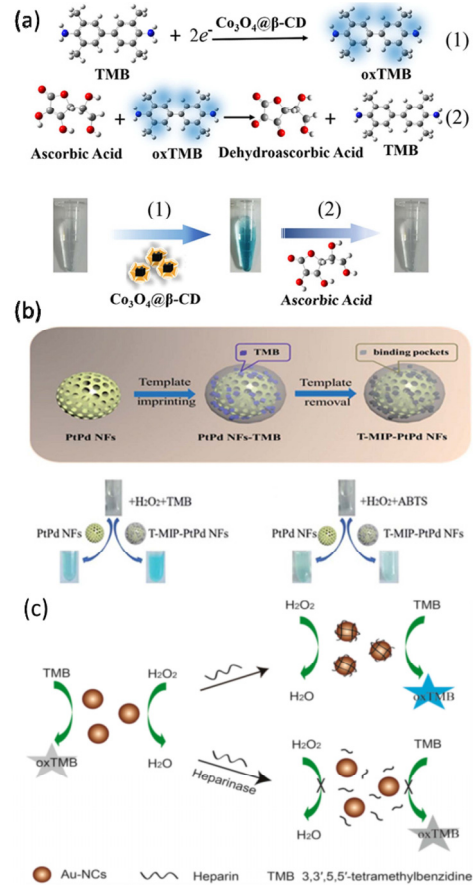 (a)
TMB + 2e⁻ Co₃O₄@β-CD oxTMB (1)
Ascorbic Acid + oxTMB Dehydroascorbic Acid + TMB (2)
(1) (2)
Co₃O₄@β-CD Ascorbic Acid
(b)
TMB binding pockets
Template imprinting Template removal
PtPd NFs PtPd NFs-TMB T-MIP-PtPd NFs
+H₂O₂+TMB +H₂O₂+ABTS
PtPd NFs T-MIP-PtPd NFs PtPd NFs T-MIP-PtPd NFs
(c)
H₂O₂ TMB
TMB H₂O₂
H₂O oxTMB
oxTMB H₂O
Heparinase
H₂O₂ TMB
H₂O oxTMB
Au-NCs Heparin TMB 3,3',5,5'-tetramethylbenzidine